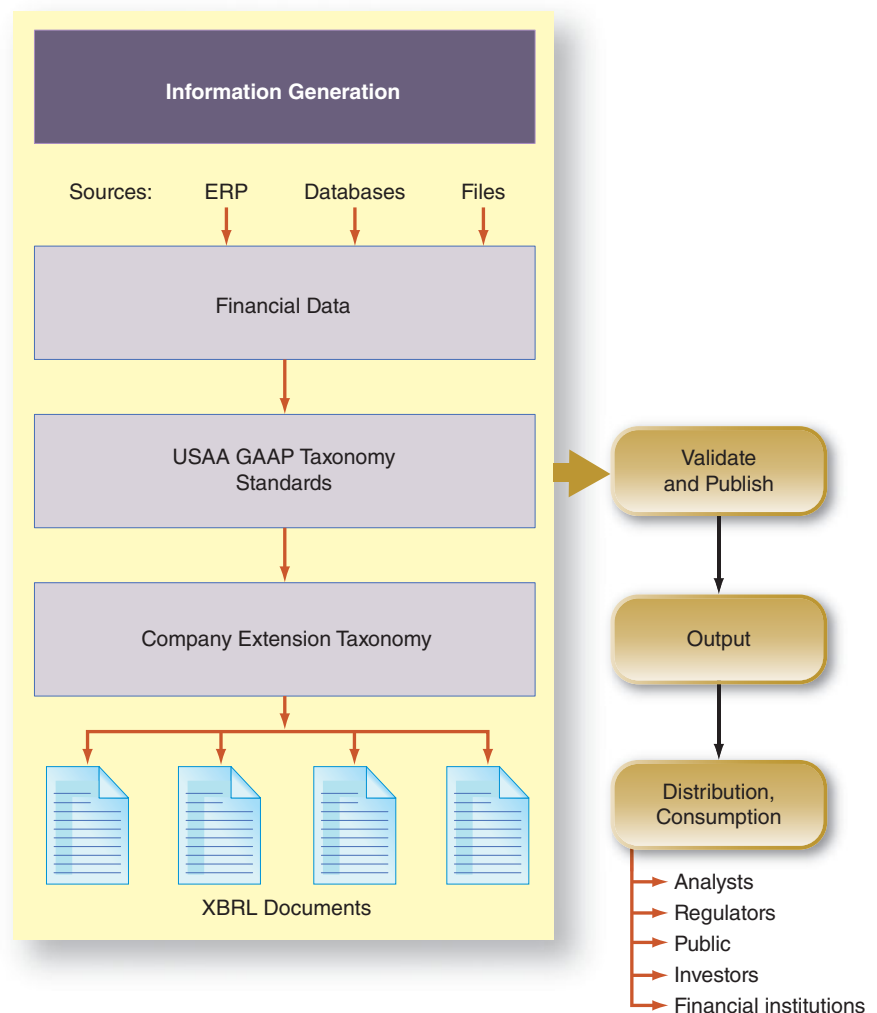 Information Generation
Sources: ERP Databases Files
Financial Data
USAA GAAP Taxonomy
Standards
Company Extension Taxonomy
XBRL Documents
Validate
and Publish
Output
Distribution,
Consumption
Analysts
Regulators
Public
Investors
Financial institutions